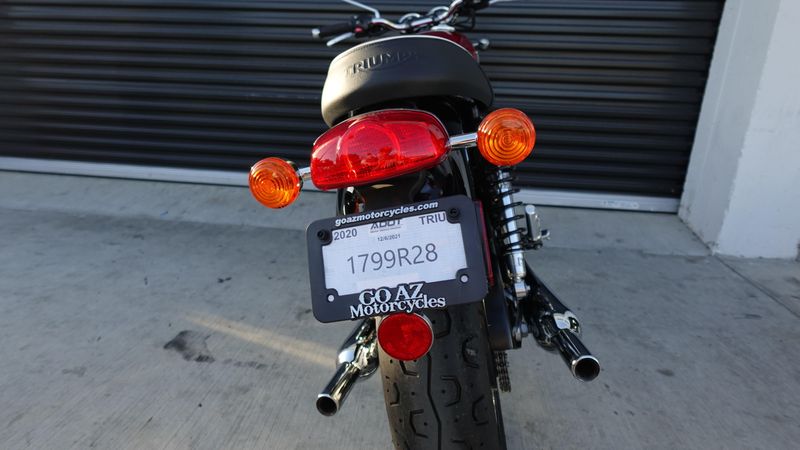 TRIUMPH
goazmotorcycles.com
2020 ADOT TRIU
12/6/2021
1799R28
GO AZ
Motorcycles